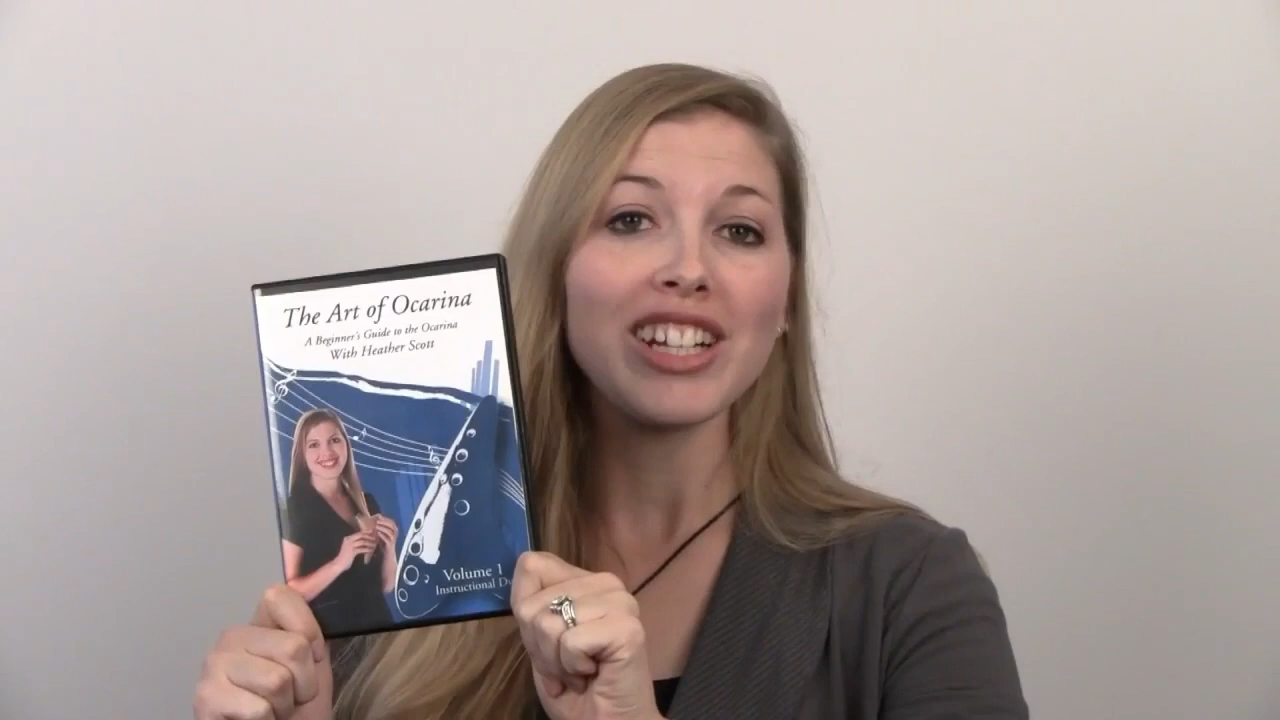 The Art of Ocarina
A Beginner's Guide to the Ocarina
With Heather Scott
Volume 1
Instructional